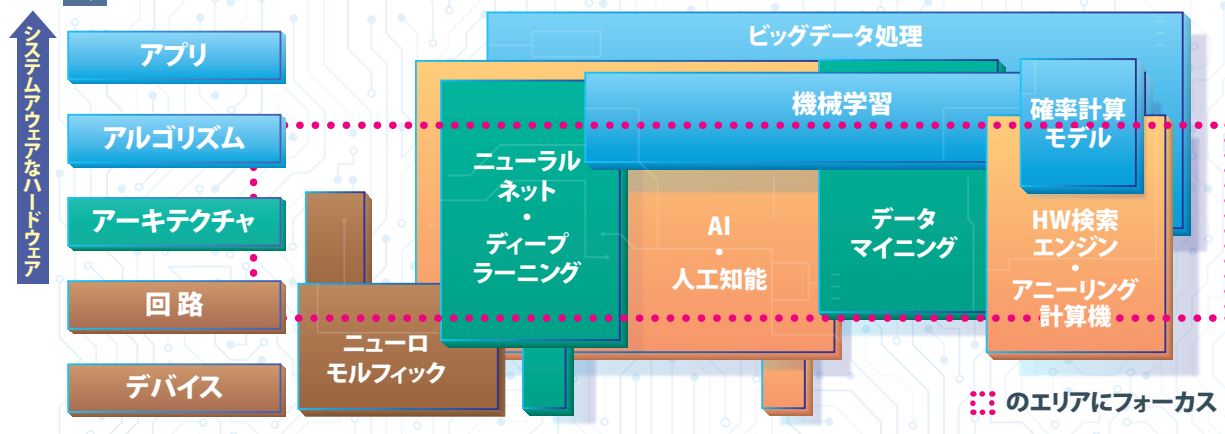 システムアウェアなハードウェア
アプリ
アルゴリズム
アーキテクチャ
回路
デバイス
ビッグデータ処理
機械学習
確率計算
モデル
ニューラル
ネット
・
ディープ
ラーニング
AI
・
人工知能
データ
マイニング
HW検索
エンジン
・
アニーリング
計算機
ニューロ
モルフィック
のエリアにフォーカス